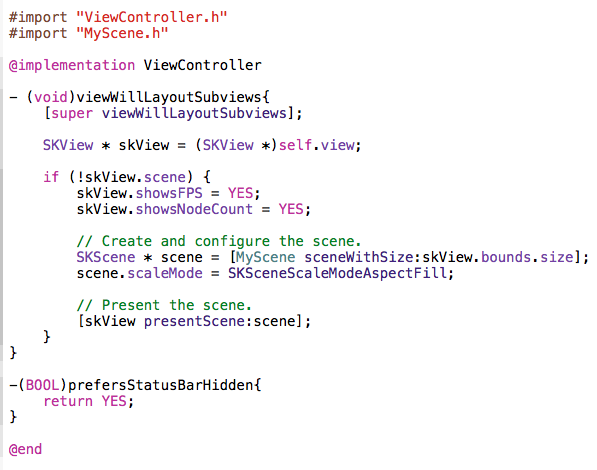 #import "ViewController.h"
#import "MyScene.h"

@implementation ViewController

- (void)viewWillLayoutSubviews{
    [super viewWillLayoutSubviews];

    SKView * skView = (SKView *)self.view;

    if (!skView.scene) {
        skView.showsFPS = YES;
        skView.showsNodeCount = YES;

        // Create and configure the scene.
        SKScene * scene = [MyScene sceneWithSize:skView.bounds.size];
        scene.scaleMode = SKSceneScaleModeAspectFill;

        // Present the scene.
        [skView presentScene:scene];
    }
}

-(BOOL)prefersStatusBarHidden{
    return YES;
}

@end